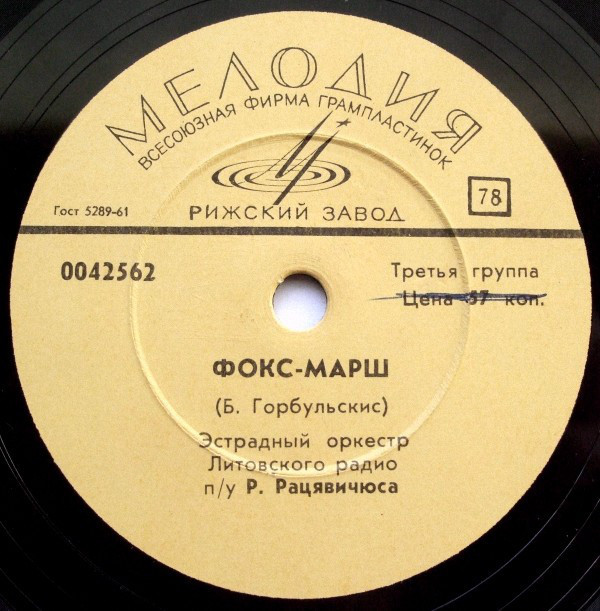 МЕЛОДИЯ
ВСЕСОЮЗНАЯ ФИРМА ГРАМПЛАСТИНОК
РИЖСКИЙ ЗАВОД
Гост 5289-61
78
0042562
Третья группа
Цена 57 коп.
ФОКС-МАРШ
(Б. Горбульскис)
Эстрадный оркестр
Литовского радио
п/у Р. Рацявичюса